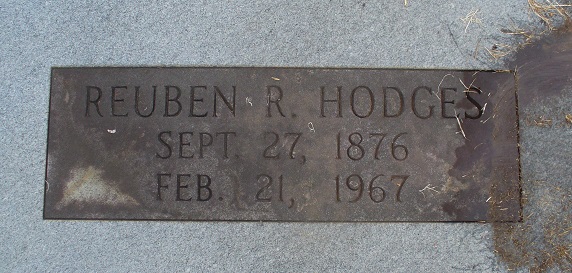 REUBEN R. HODGES
SEPT. 27, 1876
FEB. 21, 1967